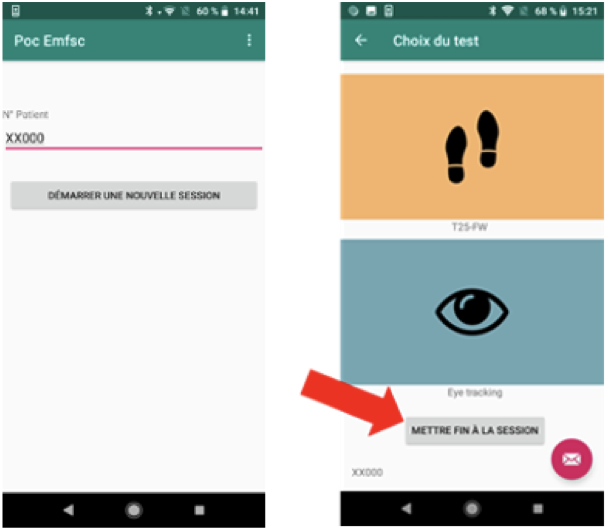 60 % 14:41
Poc Emfsc
N° Patient
XX000
DÉMARRER UNE NOUVELLE SESSION
68 % 15:21
Choix du test
T25-FW
Eye tracking
METTRE FIN À LA SESSION
XX000